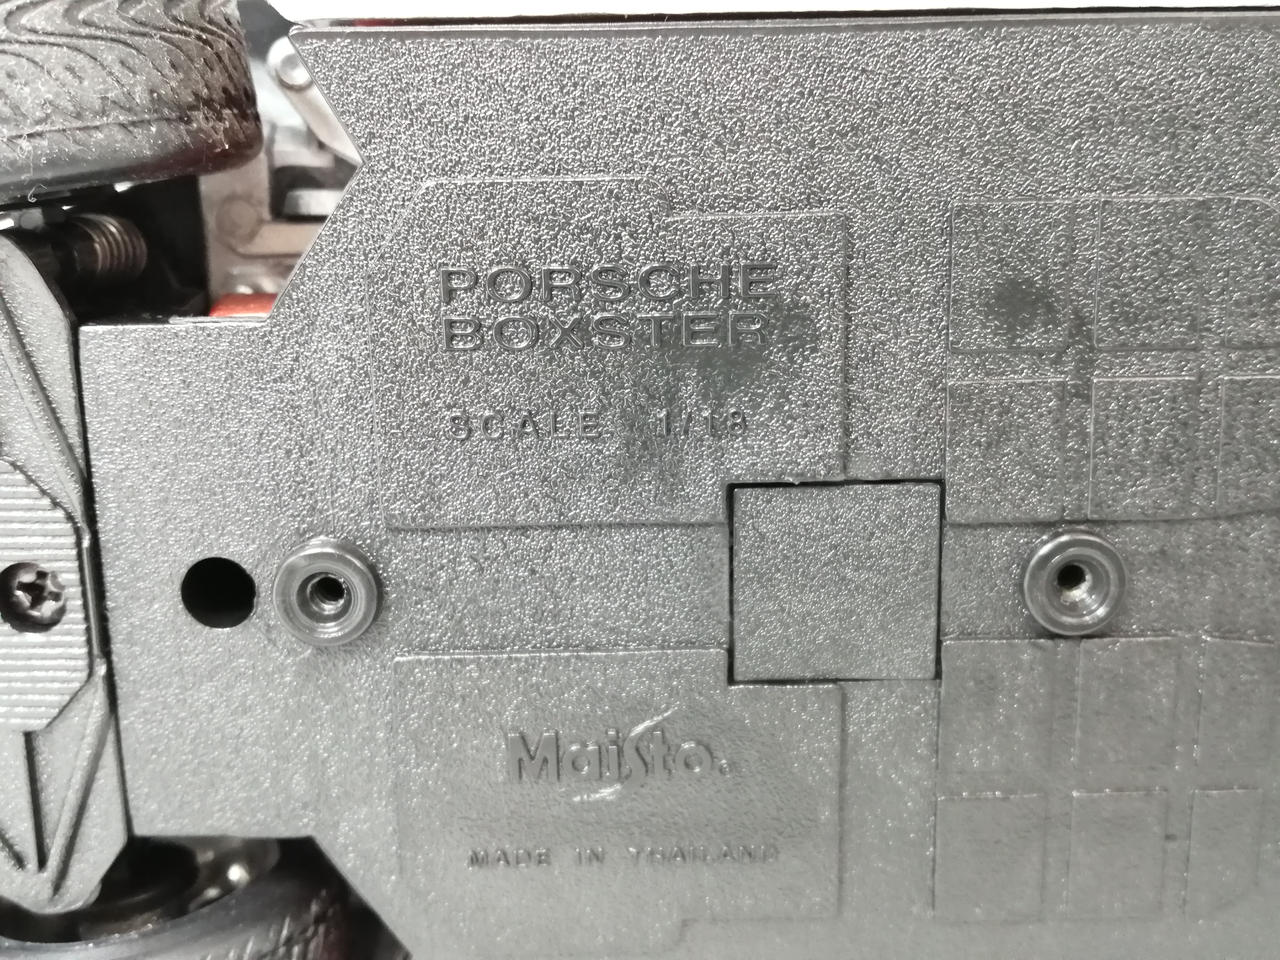 PORSCHE
BOXSTER
SCALE 1/18
Maisto.
MADE IN THAILAND